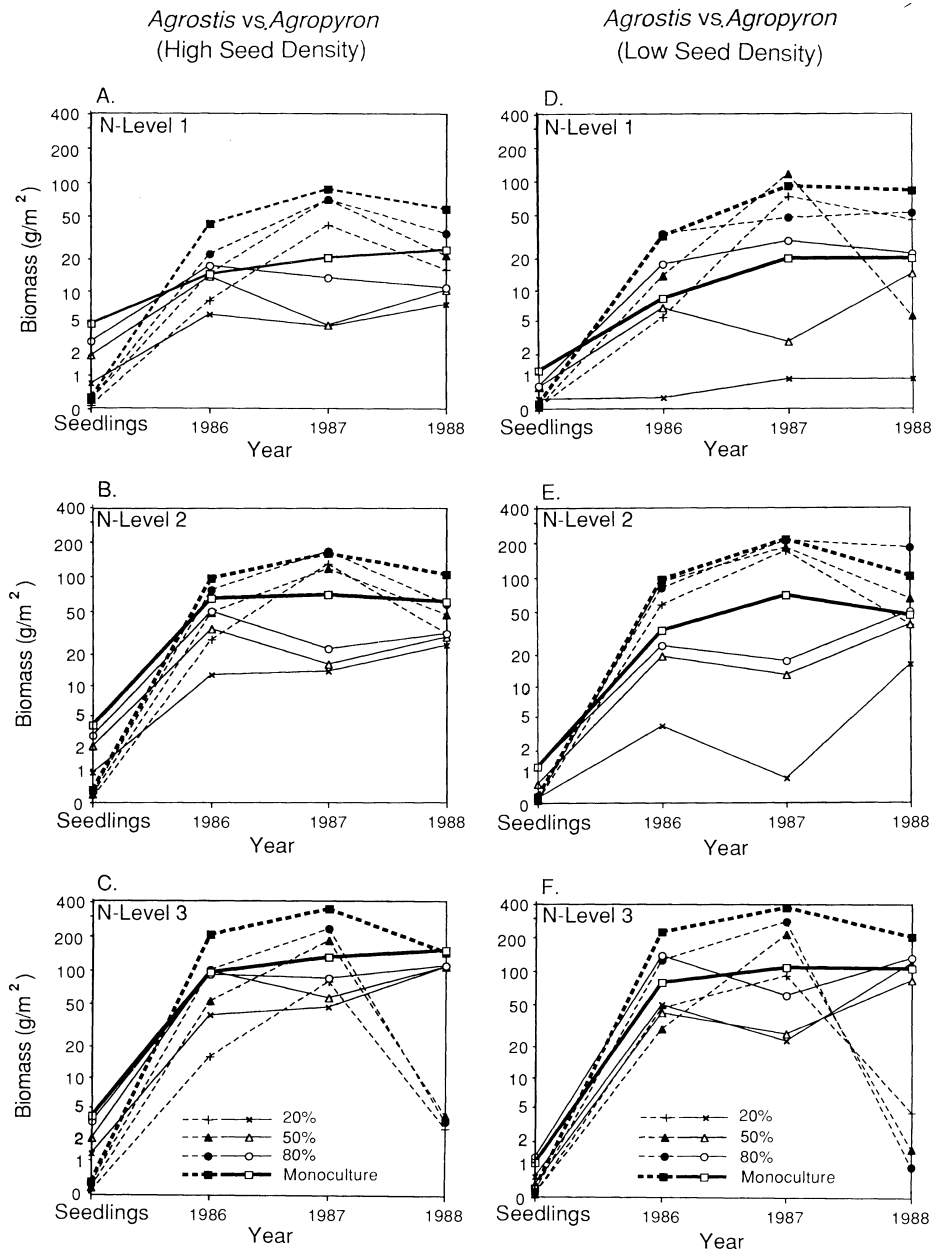 Agrostis vs. Agropyron
(High Seed Density)
Agrostis vs. Agropyron
(Low Seed Density)
A.
N-Level 1
400
200
100
50
20
10
5
2
1
0
Biomass (g/m²)
Seedlings 1986 1987 1988
Year
D.
N-Level 1
400
200
100
50
20
10
5
2
1
0
Seedlings 1986 1987 1988
Year
B.
N-Level 2
400
200
100
50
20
10
5
2
1
0
Biomass (g/m²)
Seedlings 1986 1987 1988
Year
E.
N-Level 2
400
200
100
50
20
10
5
2
1
0
Seedlings 1986 1987 1988
Year
C.
N-Level 3
400
200
100
50
20
10
5
2
1
0
Biomass (g/m²)
20%
50%
80%
Monoculture
Seedlings 1986 1987 1988
Year
F.
N-Level 3
400
200
100
50
20
10
5
2
1
0
20%
50%
80%
Monoculture
Seedlings 1986 1987 1988
Year